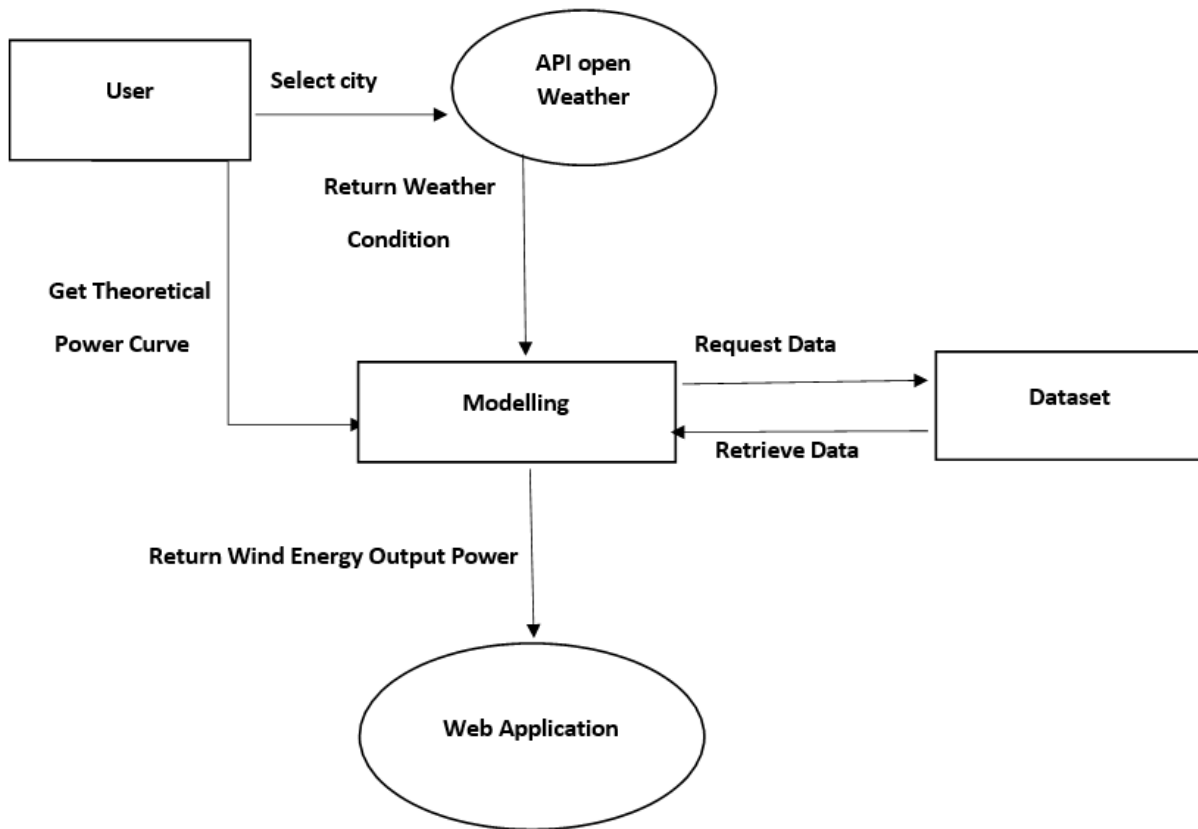 User
Select city
API open
Weather
Return Weather
Condition
Get Theoretical
Power Curve
Request Data
Modelling
Dataset
Retrieve Data
Return Wind Energy Output Power
Web Application